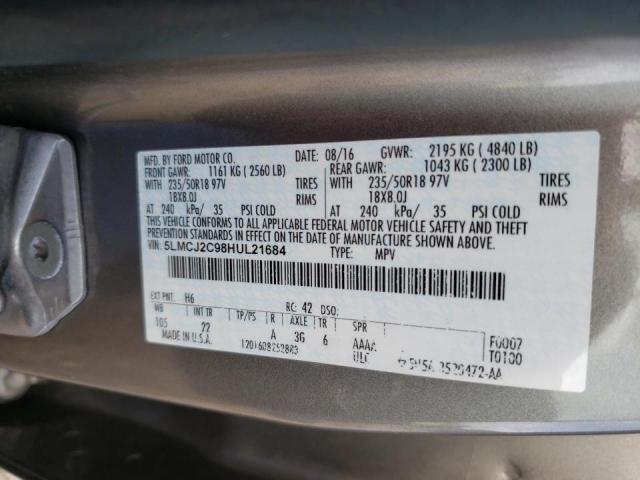 MFD. BY FORD MOTOR CO. 08/16 GVWR: 2195 KG ( 4840 LB)
FRONT GAWR: 1161 KG ( 2560 LB) REAR GAWR: 1043 KG ( 2300 LB)
WITH 235/50R18 97V TIRES WITH 235/50R18 97V TIRES
18X8.0J RIMS 18X8.0J RIMS
AT 240 kPa/ 35 PSI COLD AT 240 kPa/ 35 PSI COLD
THIS VEHICLE CONFORMS TO ALL APPLICABLE FEDERAL MOTOR VEHICLE SAFETY AND THEFT
PREVENTION STANDARDS IN EFFECT ON THE DATE OF MANUFACTURE SHOWN ABOVE.
VIN: 5LMCJ2C98HUL21684 TYPE: MPV
EXT PNT: H6 RC: 42 DSO:
WB INT TR TP/PS R AXLE TR SPR
105 22 A 3G 6 AAAA F0007
MADE IN U.S.A. T0100